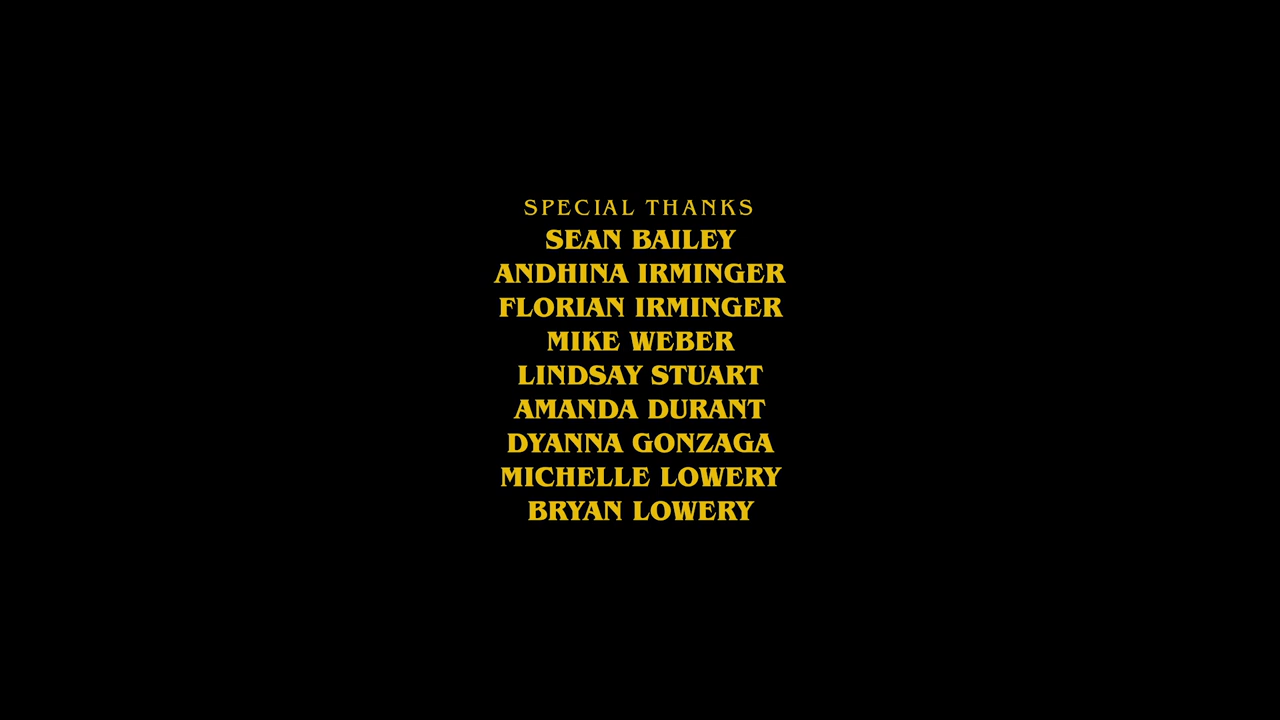 SPECIAL THANKS
SEAN BAILEY
ANDHINA IRMINGER
FLORIAN IRMINGER
MIKE WEBER
LINDSAY STUART
AMANDA DURANT
DYANNA GONZAGA
MICHELLE LOWERY
BRYAN LOWERY